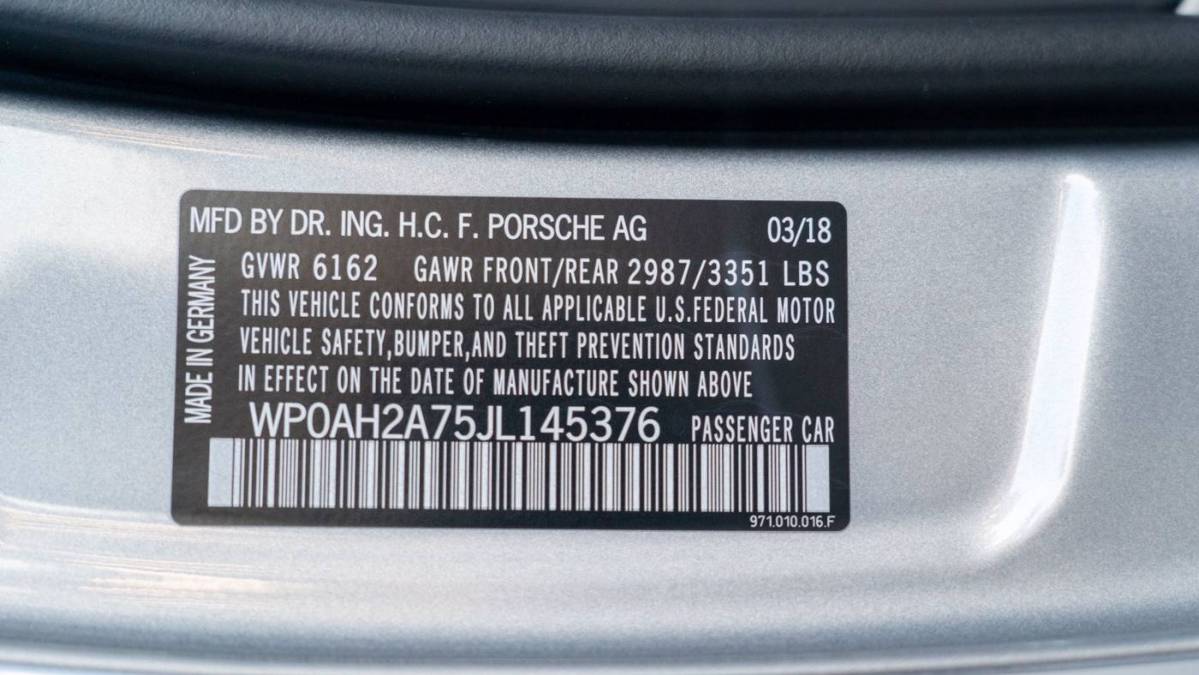 MFD BY DR. ING. H.C. F. PORSCHE AG 03/18
GVWR 6162 GAWR FRONT/REAR 2987/3351 LBS
THIS VEHICLE CONFORMS TO ALL APPLICABLE U.S.FEDERAL MOTOR
VEHICLE SAFETY,BUMPER,AND THEFT PREVENTION STANDARDS
IN EFFECT ON THE DATE OF MANUFACTURE SHOWN ABOVE
WP0AH2A75JL145376 PASSENGER CAR
971.010.016.F
MADE IN GERMANY